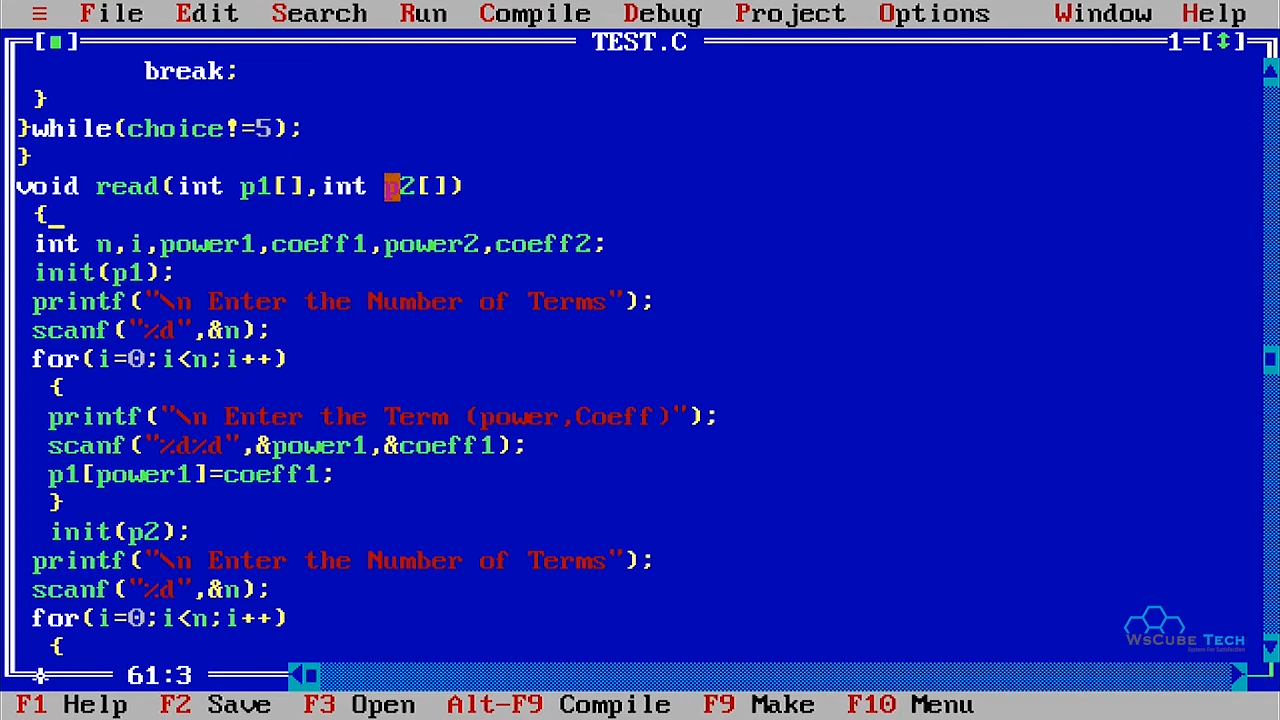 ≡ File Edit Search Run Compile Debug Project Options Window Help
[■] TEST.C 1=[↕]
break;
}
}while(choice!=5);
}
void read(int p1[],int p2[])
{_
int n,i,power1,coeff1,power2,coeff2;
init(p1);
printf("\n Enter the Number of Terms");
scanf("%d",&n);
for(i=0;i<n;i++)
{
printf("\n Enter the Term (power,Coeff)");
scanf("%d%d",&power1,&coeff1);
p1[power1]=coeff1;
}
init(p2);
printf("\n Enter the Number of Terms");
scanf("%d",&n);
for(i=0;i<n;i++)
{
WsCube Tech
System For Satisfaction
61:3
F1 Help F2 Save F3 Open Alt-F9 Compile F9 Make F10 Menu